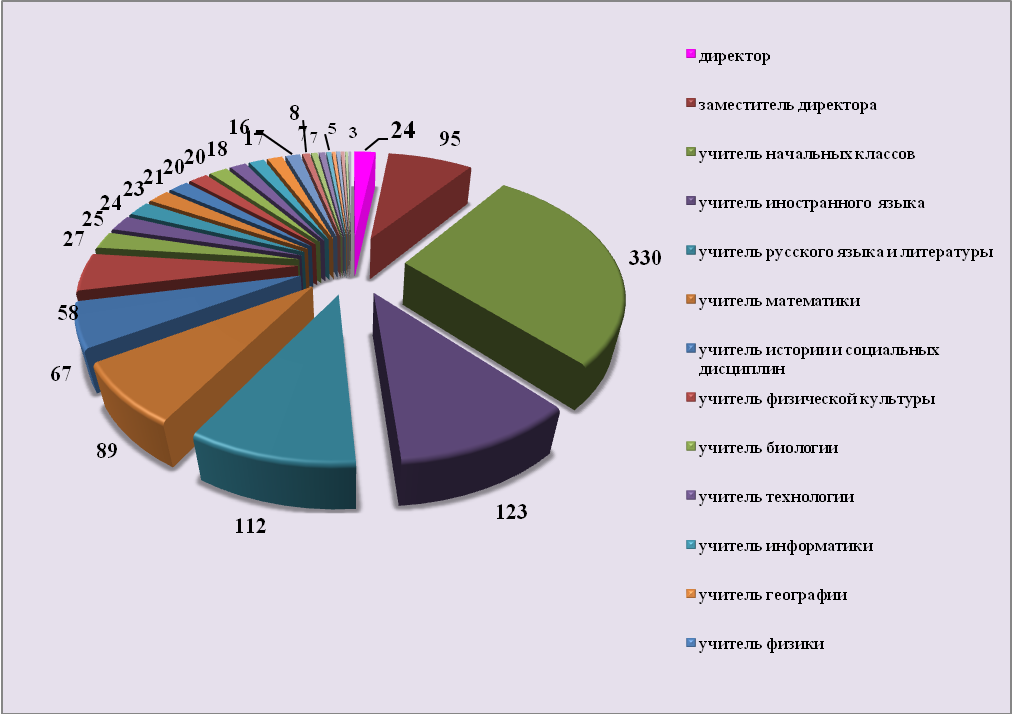 24
95
330
123
112
89
67
58
27
25
24
23
21
20
20
18
17
16
8
7
7
5
3
директор
заместитель директора
учитель начальных классов
учитель иностранного языка
учитель русского языка и литературы
учитель математики
учитель истории и социальных
дисциплин
учитель физической культуры
учитель биологии
учитель технологии
учитель информатики
учитель географии
учитель физики